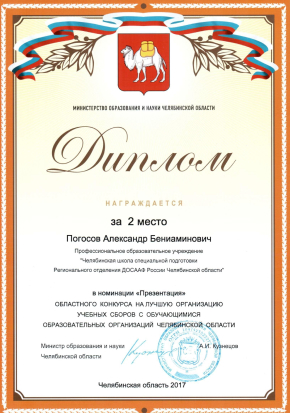 МИНИСТЕРСТВО ОБРАЗОВАНИЯ И НАУКИ ЧЕЛЯБИНСКОЙ ОБЛАСТИ
Диплом
НАГРАЖДАЕТСЯ
за 2 место
Погосов Александр Бениаминович
Профессиональное образовательное учреждение
"Челябинская школа специальной подготовки
Регионального отделения ДОСААФ России Челябинской области"
в номинации «Презентация»
ОБЛАСТНОГО КОНКУРСА НА ЛУЧШУЮ ОРГАНИЗАЦИЮ
УЧЕБНЫХ СБОРОВ С ОБУЧАЮЩИМИСЯ
ОБРАЗОВАТЕЛЬНЫХ ОРГАНИЗАЦИЙ ЧЕЛЯБИНСКОЙ ОБЛАСТИ
Министр образования и науки
Челябинской области
А.И. Кузнецов
Челябинская область 2017